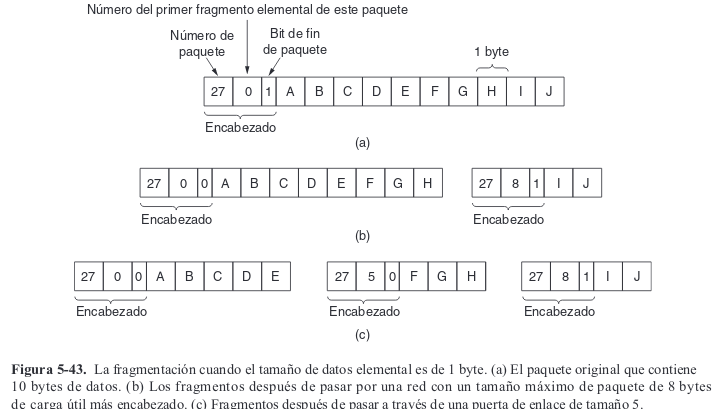 Número del primer fragmento elemental de este paquete
Número de paquete
Bit de fin de paquete
1 byte
27 0 1 A B C D E F G H I J
Encabezado
(a)
27 0 0 A B C D E F G H 27 8 1 I J
Encabezado Encabezado
(b)
27 0 0 A B C D E 27 5 0 F G H 27 8 1 I J
Encabezado Encabezado Encabezado
(c)
Figura 5-43. La fragmentación cuando el tamaño de datos elemental es de 1 byte. (a) El paquete original que contiene
10 bytes de datos. (b) Los fragmentos después de pasar por una red con un tamaño máximo de paquete de 8 bytes
de carga útil más encabezado. (c) Fragmentos después de pasar a través de una puerta de enlace de tamaño 5.